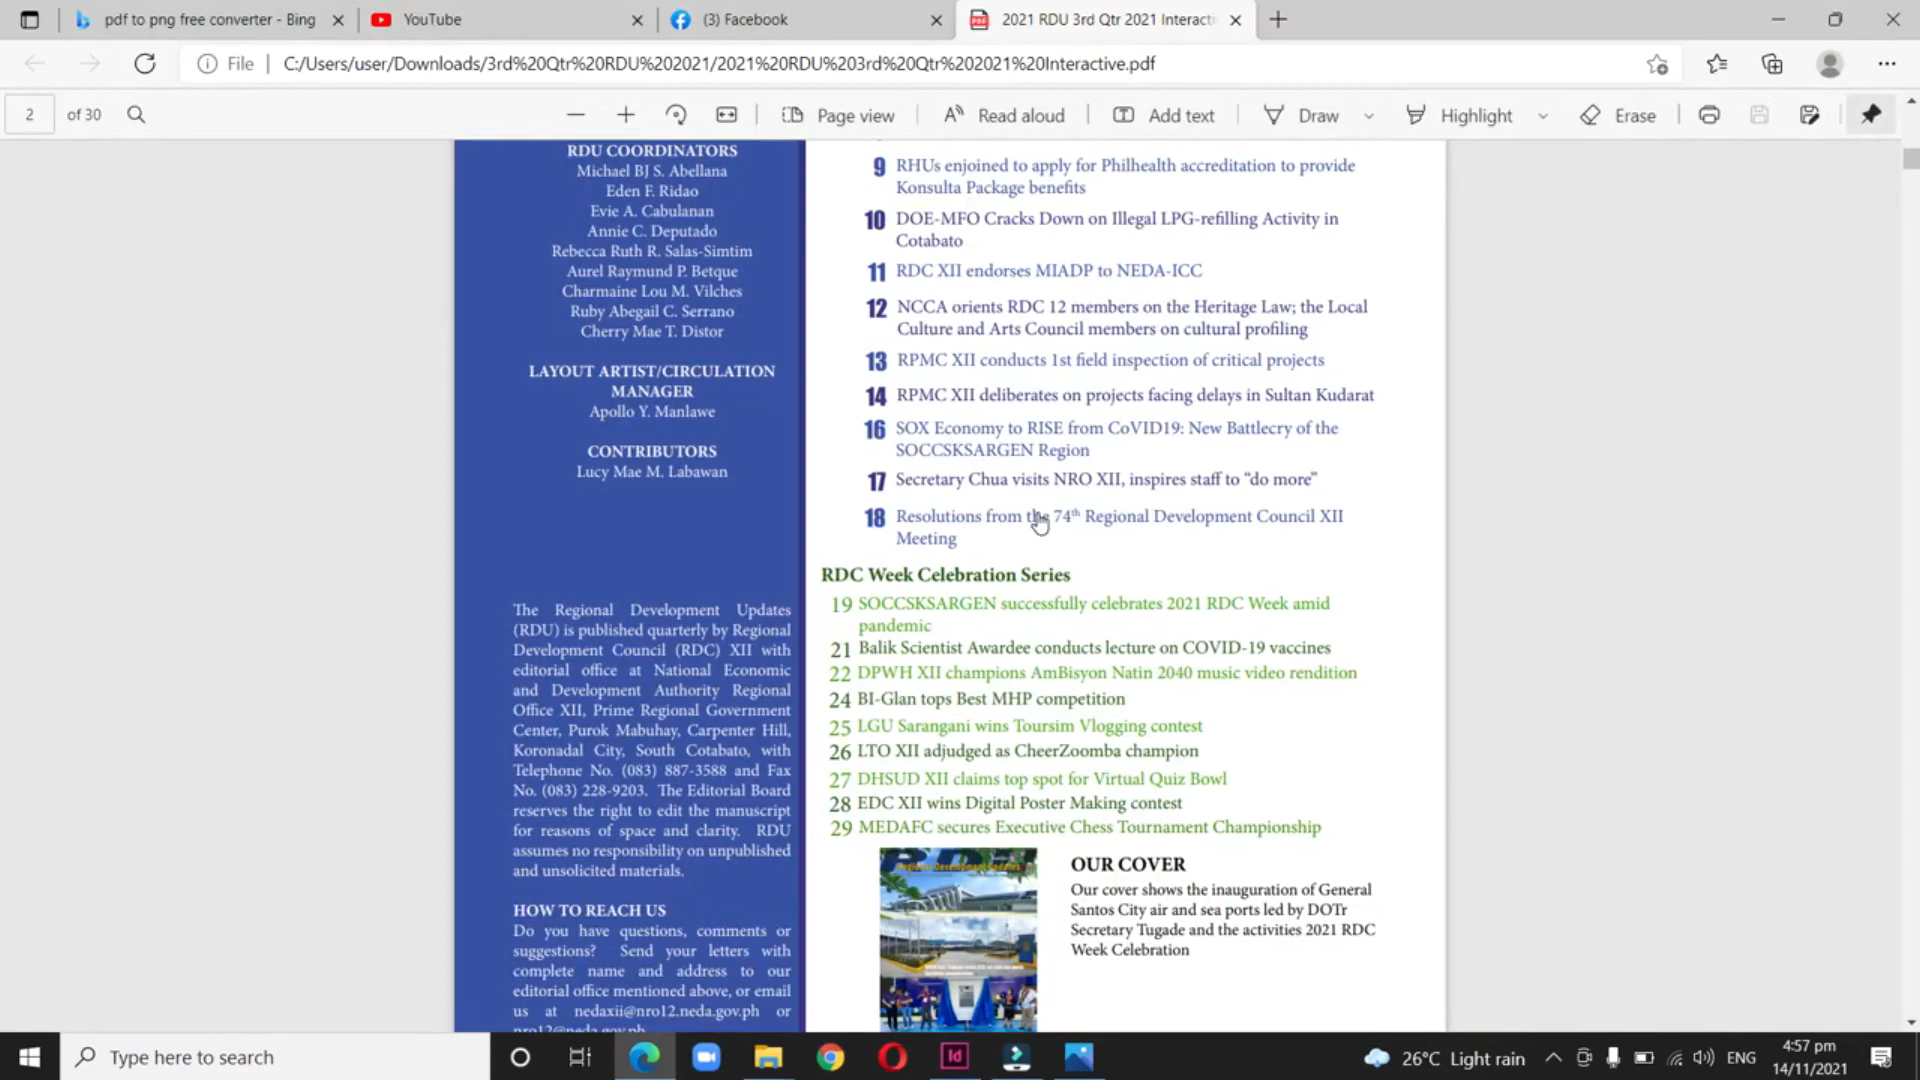 pdf to png free converter - Bing
YouTube
(3) Facebook
2021 RDU 3rd Qtr 2021 Interacti
File
C:/Users/user/Downloads/3rd%20Qtr%20RDU%202021/2021%20RDU%203rd%20Qtr%202021%20Interactive.pdf
2 of 30
Page view
Read aloud
Add text
Draw
Highlight
Erase
RDU COORDINATORS
Michael BJ S. Abellana
Eden F. Ridao
Evie A. Cabulanan
Annie C. Deputado
Rebecca Ruth R. Salas-Simtim
Aurel Raymund P. Betque
Charmaine Lou M. Vilches
Ruby Abegail C. Serrano
Cherry Mae T. Distor
LAYOUT ARTIST/CIRCULATION
MANAGER
Apollo Y. Manlawe
CONTRIBUTORS
Lucy Mae M. Labawan
The Regional Development Updates
(RDU) is published quarterly by Regional
Development Council (RDC) XII with
editorial office at National Economic
and Development Authority Regional
Office XII, Prime Regional Government
Center, Purok Mabuhay, Carpenter Hill,
Koronadal City, South Cotabato, with
Telephone No. (083) 887-3588 and Fax
No. (083) 228-9203. The Editorial Board
reserves the right to edit the manuscript
for reasons of space and clarity. RDU
assumes no responsibility on unpublished
and unsolicited materials.
HOW TO REACH US
Do you have questions, comments or
suggestions? Send your letters with
complete name and address to our
editorial office mentioned above, or email
us at nedaxii@nro12.neda.gov.ph or
nro12@neda.gov.ph
9 RHUs enjoined to apply for Philhealth accreditation to provide
Konsulta Package benefits
10 DOE-MFO Cracks Down on Illegal LPG-refilling Activity in
Cotabato
11 RDC XII endorses MIADP to NEDA-ICC
12 NCCA orients RDC 12 members on the Heritage Law; the Local
Culture and Arts Council members on cultural profiling
13 RPMC XII conducts 1st field inspection of critical projects
14 RPMC XII deliberates on projects facing delays in Sultan Kudarat
16 SOX Economy to RISE from CoVID19: New Battlecry of the
SOCCSKSARGEN Region
17 Secretary Chua visits NRO XII, inspires staff to “do more”
18 Resolutions from the 74th Regional Development Council XII
Meeting
RDC Week Celebration Series
19 SOCCSKSARGEN successfully celebrates 2021 RDC Week amid
pandemic
21 Balik Scientist Awardee conducts lecture on COVID-19 vaccines
22 DPWH XII champions AmBisyon Natin 2040 music video rendition
24 BI-Glan tops Best MHP competition
25 LGU Sarangani wins Toursim Vlogging contest
26 LTO XII adjudged as CheerZoomba champion
27 DHSUD XII claims top spot for Virtual Quiz Bowl
28 EDC XII wins Digital Poster Making contest
29 MEDAFC secures Executive Chess Tournament Championship
OUR COVER
Our cover shows the inauguration of General
Santos City air and sea ports led by DOTr
Secretary Tugade and the activities 2021 RDC
Week Celebration
Type here to search
Id
26°C Light rain
ENG
4:57 pm
14/11/2021